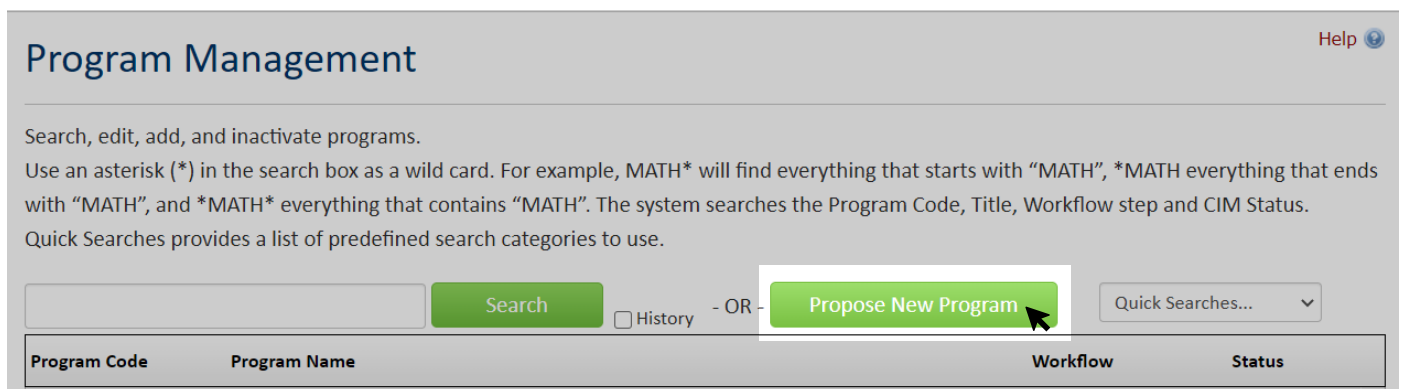 Help
Program Management
Search, edit, add, and inactivate programs.
Use an asterisk (*) in the search box as a wild card. For example, MATH* will find everything that starts with “MATH”, *MATH everything that ends
with “MATH”, and *MATH* everything that contains “MATH”. The system searches the Program Code, Title, Workflow step and CIM Status.
Quick Searches provides a list of predefined search categories to use.
Search History - OR - Propose New Program Quick Searches...
Program Code Program Name Workflow Status